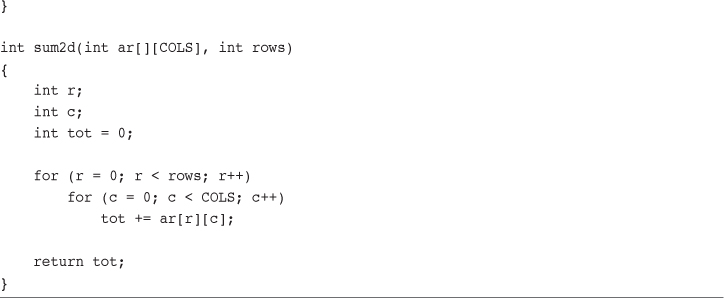 }
int sum2d(int ar[][COLS], int rows)
{
    int r;
    int c;
    int tot = 0;
    for (r = 0; r < rows; r++)
        for (c = 0; c < COLS; c++)
            tot += ar[r][c];
    return tot;
}